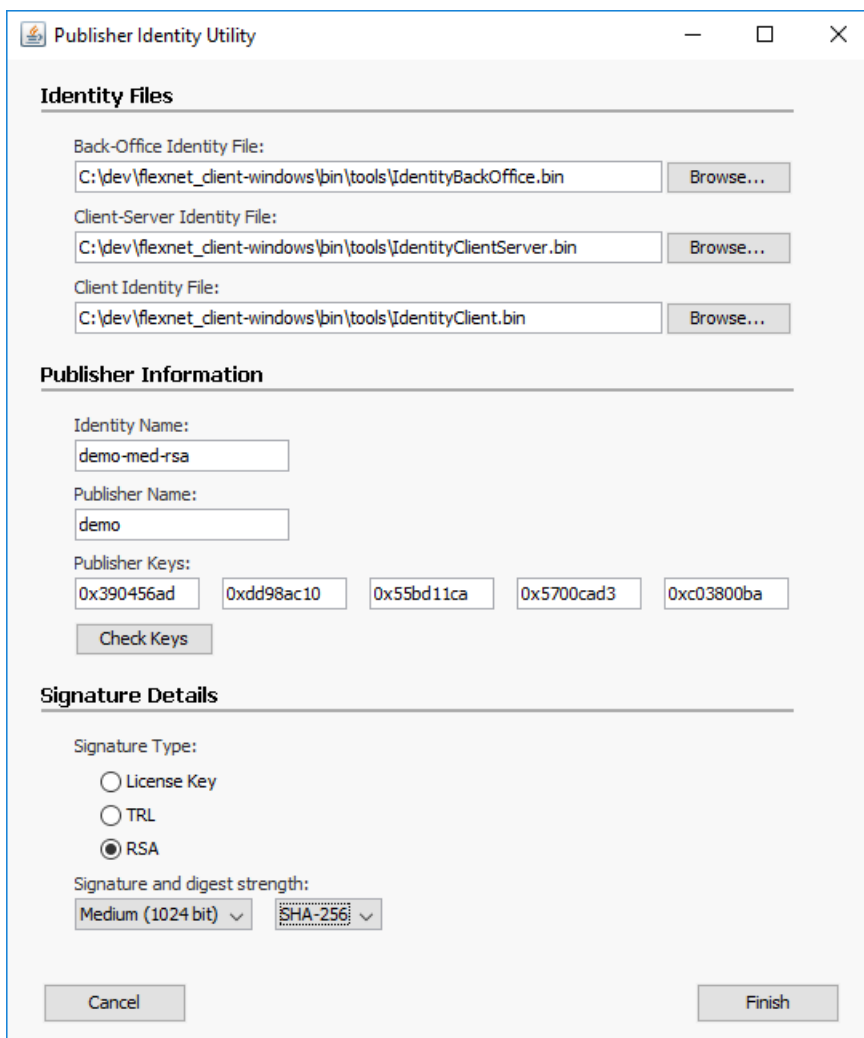 Publisher Identity Utility
Identity Files
Back-Office Identity File:
C:\dev\flexnet_client-windows\bin\tools\IdentityBackOffice.bin Browse...
Client-Server Identity File:
C:\dev\flexnet_client-windows\bin\tools\IdentityClientServer.bin Browse...
Client Identity File:
C:\dev\flexnet_client-windows\bin\tools\IdentityClient.bin Browse...
Publisher Information
Identity Name:
demo-med-rsa
Publisher Name:
demo
Publisher Keys:
0x390456ad 0xdd98ac10 0x55bd11ca 0x5700cad3 0xc03800ba
Check Keys
Signature Details
Signature Type:
License Key
TRL
RSA
Signature and digest strength:
Medium (1024 bit) SHA-256
Cancel Finish